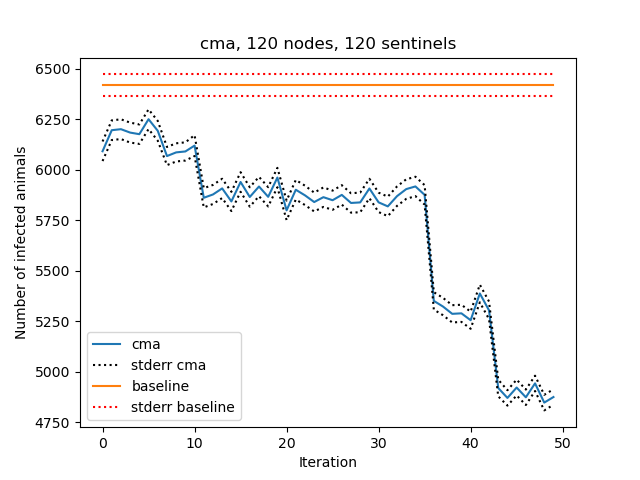 cma, 120 nodes, 120 sentinels
6500
6250
6000
5750
5500
5250
5000
4750
Number of infected animals
cma
stderr cma
baseline
stderr baseline
0
10
20
30
40
50
Iteration